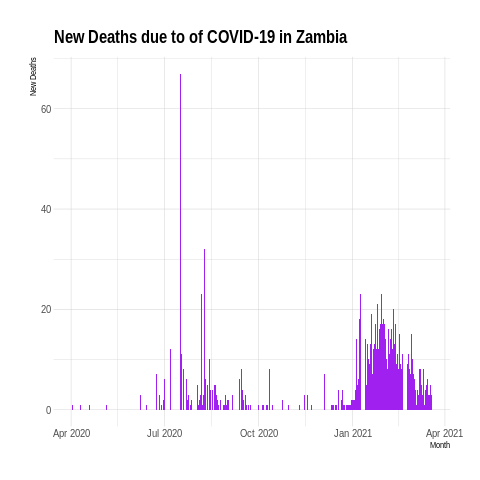 New Deaths due to of COVID-19 in Zambia
New Deaths
60
40
20
0
Apr 2020 Jul 2020 Oct 2020 Jan 2021 Apr 2021
Month